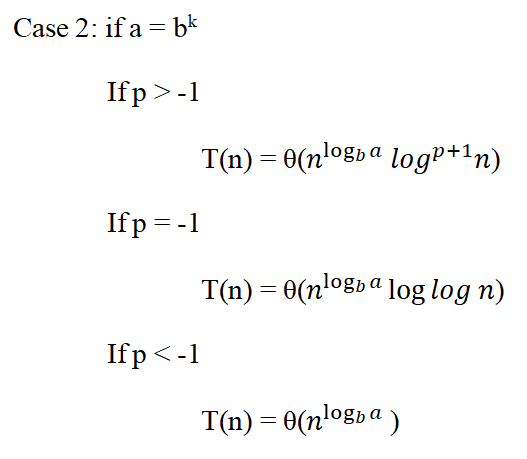 Case 2: if a = b^k
If p > -1
T(n) = θ(n^{log_b a} log^{p+1}n)
If p = -1
T(n) = θ(n^{log_b a} log log n)
If p < -1
T(n) = θ(n^{log_b a} )